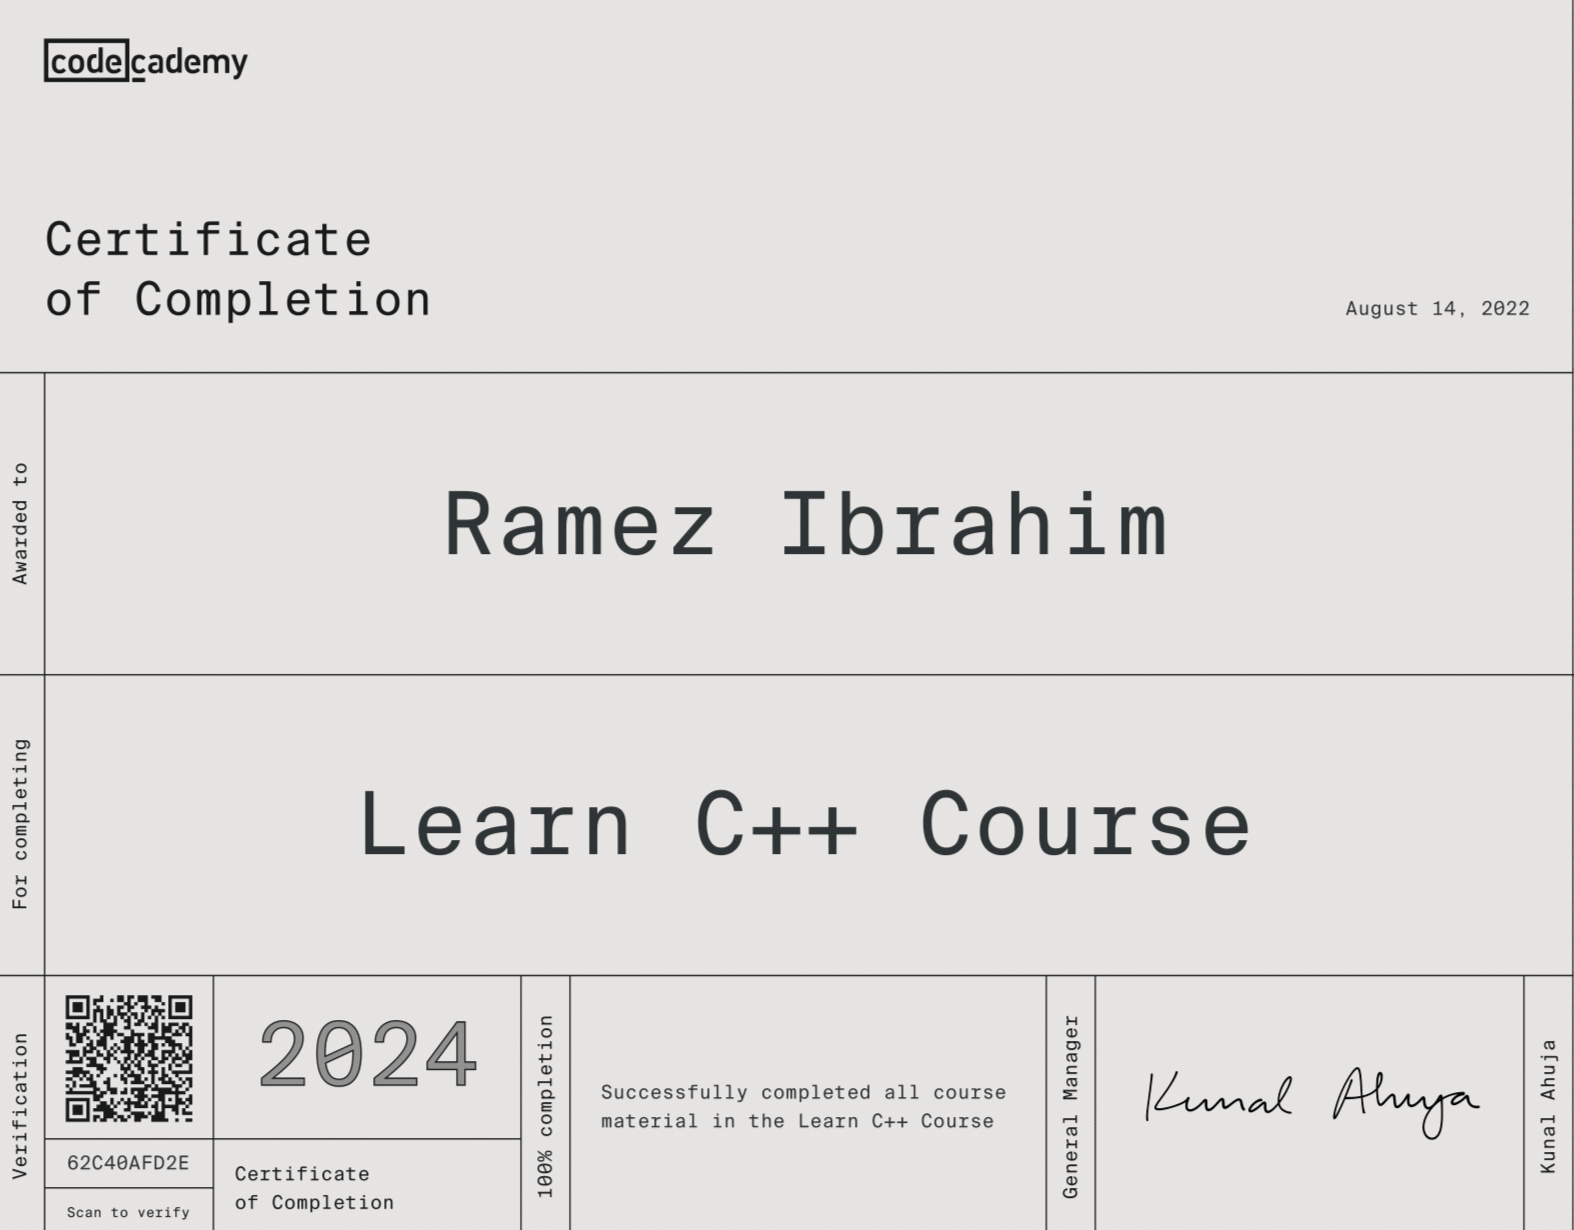 codecademy
Certificate
of Completion
August 14, 2022
Awarded to
Ramez Ibrahim
For completing
Learn C++ Course
Verification
62C40AFD2E
Scan to verify
2024
Certificate
of Completion
100% completion
Successfully completed all course
material in the Learn C++ Course
General Manager
Kunal Ahuja
Kunal Ahuja